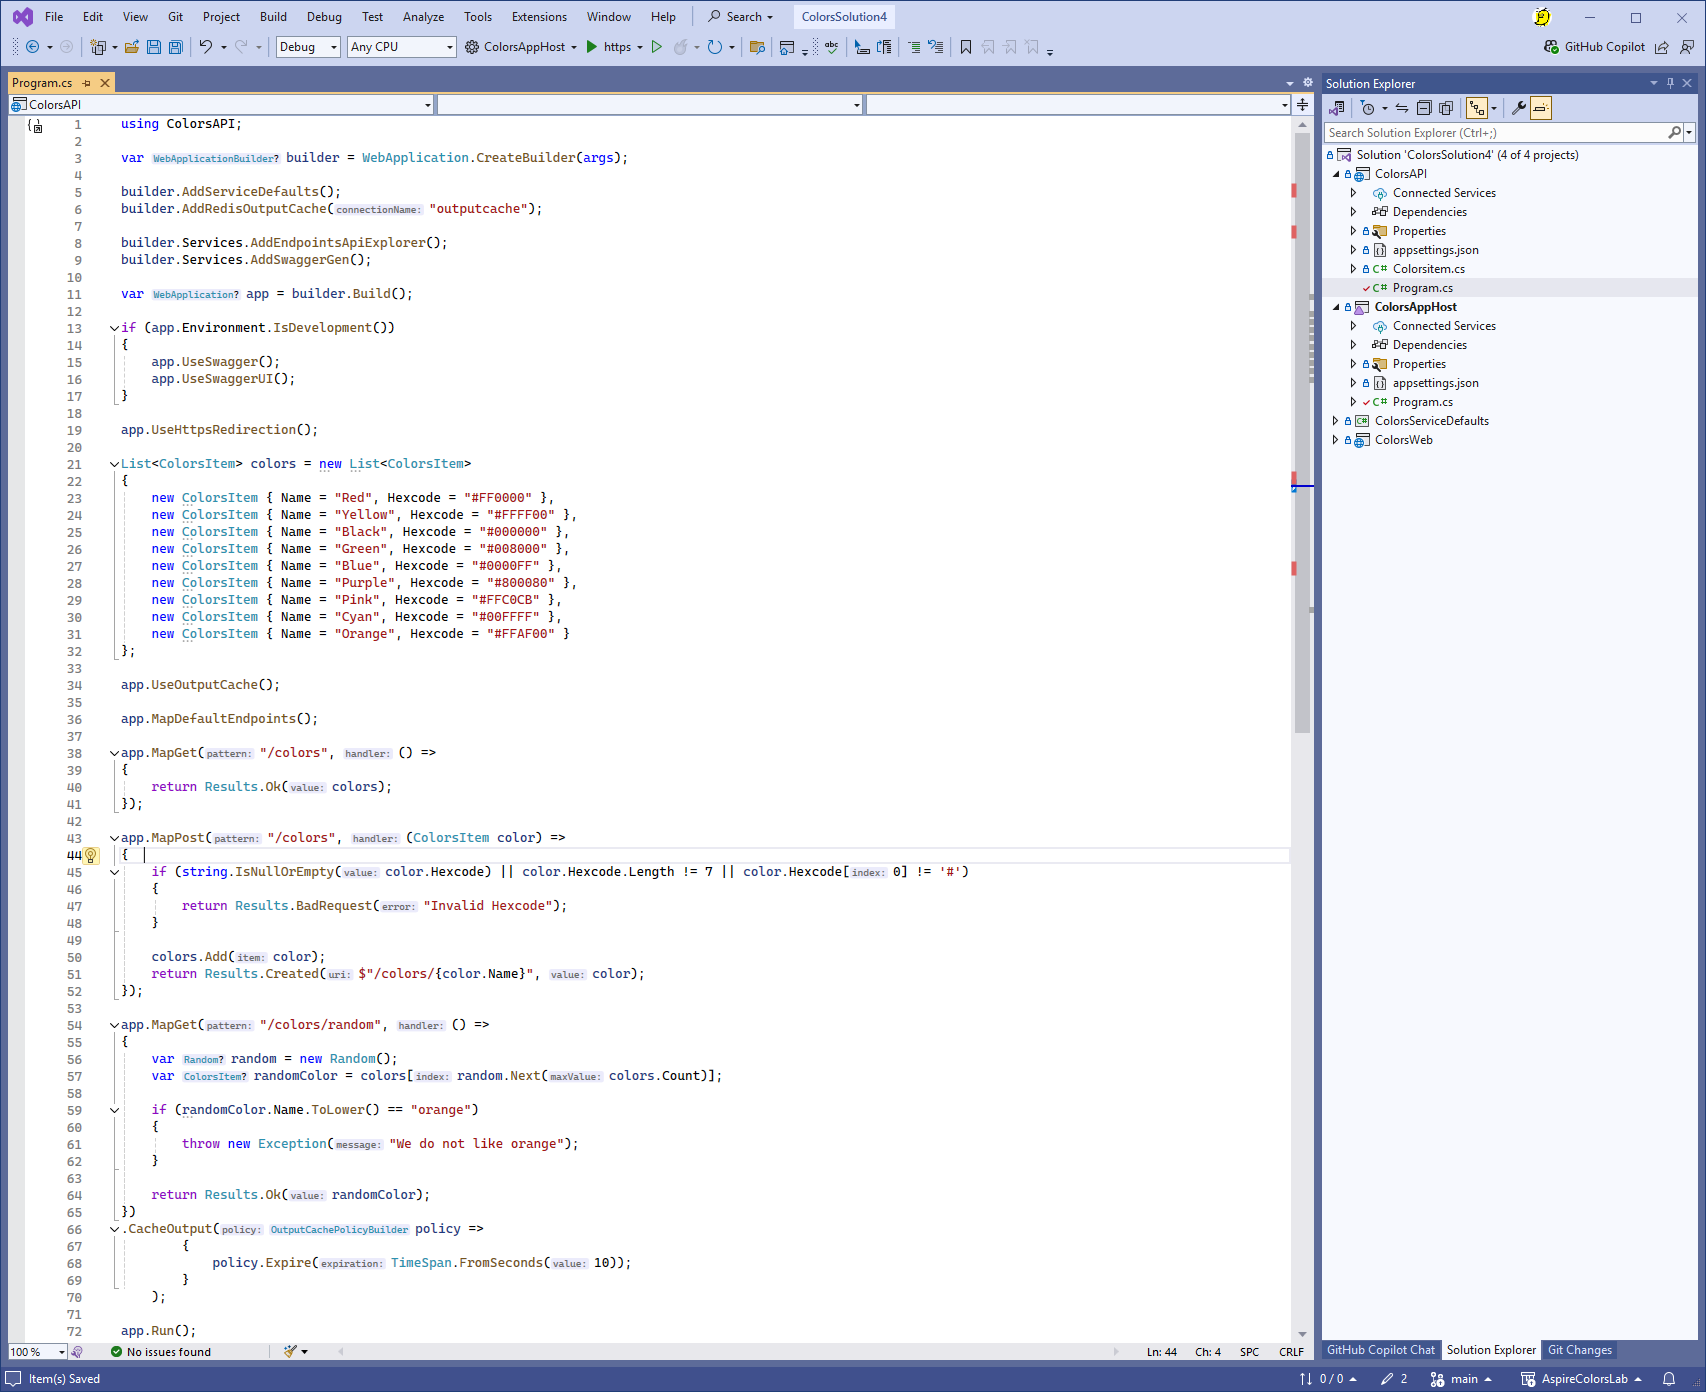 File Edit View Git Project Build Debug Test Analyze Tools Extensions Window Help Search ColorsSolution4
Debug Any CPU ColorsAppHost https abc GitHub Copilot
Program.cs
ColorsAPI
1 using ColorsAPI;
2
3 var WebApplicationBuilder? builder = WebApplication.CreateBuilder(args);
4
5 builder.AddServiceDefaults();
6 builder.AddRedisOutputCache(connectionName: "outputcache");
7
8 builder.Services.AddEndpointsApiExplorer();
9 builder.Services.AddSwaggerGen();
10
11 var WebApplication? app = builder.Build();
12
13 if (app.Environment.IsDevelopment())
14 {
15 app.UseSwagger();
16 app.UseSwaggerUI();
17 }
18
19 app.UseHttpsRedirection();
20
21 List<ColorsItem> colors = new List<ColorsItem>
22 {
23 new ColorsItem { Name = "Red", Hexcode = "#FF0000" },
24 new ColorsItem { Name = "Yellow", Hexcode = "#FFFF00" },
25 new ColorsItem { Name = "Black", Hexcode = "#000000" },
26 new ColorsItem { Name = "Green", Hexcode = "#008000" },
27 new ColorsItem { Name = "Blue", Hexcode = "#0000FF" },
28 new ColorsItem { Name = "Purple", Hexcode = "#800080" },
29 new ColorsItem { Name = "Pink", Hexcode = "#FFC0CB" },
30 new ColorsItem { Name = "Cyan", Hexcode = "#00FFFF" },
31 new ColorsItem { Name = "Orange", Hexcode = "#FFAF00" }
32 };
33
34 app.UseOutputCache();
35
36 app.MapDefaultEndpoints();
37
38 app.MapGet(pattern: "/colors", handler: () =>
39 {
40 return Results.Ok(value: colors);
41 });
42
43 app.MapPost(pattern: "/colors", handler: (ColorsItem color) =>
44 {
45 if (string.IsNullOrEmpty(value: color.Hexcode) || color.Hexcode.Length != 7 || color.Hexcode[index: 0] != '#')
46 {
47 return Results.BadRequest(error: "Invalid Hexcode");
48 }
49
50 colors.Add(item: color);
51 return Results.Created(uri: $"/colors/{color.Name}", value: color);
52 });
53
54 app.MapGet(pattern: "/colors/random", handler: () =>
55 {
56 var Random? random = new Random();
57 var ColorsItem? randomColor = colors[index: random.Next(maxValue: colors.Count)];
58
59 if (randomColor.Name.ToLower() == "orange")
60 {
61 throw new Exception(message: "We do not like orange");
62 }
63
64 return Results.Ok(value: randomColor);
65 })
66 .CacheOutput(policy: OutputCachePolicyBuilder policy =>
67 {
68 policy.Expire(expiration: TimeSpan.FromSeconds(value: 10));
69 }
70 );
71
72 app.Run();
100 % No issues found Ln: 44 Ch: 4 SPC CRLF
Solution Explorer
Search Solution Explorer (Ctrl+;)
Solution 'ColorsSolution4' (4 of 4 projects)
ColorsAPI
Connected Services
Dependencies
Properties
appsettings.json
C# Colorsitem.cs
C# Program.cs
ColorsAppHost
Connected Services
Dependencies
Properties
appsettings.json
C# Program.cs
C# ColorsServiceDefaults
ColorsWeb
GitHub Copilot Chat Solution Explorer Git Changes
Item(s) Saved 0 / 0 2 main AspireColorsLab